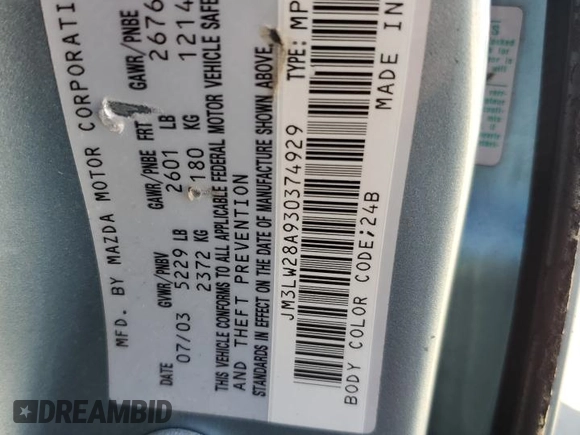 MFD. BY MAZDA MOTOR CORPORATI
DATE GVWR/PNBV GAWR/PNBE FRT GAWR/PNBE
07/03 5229 LB 2601 LB 2676
2372 KG 1180 KG 1214
THIS VEHICLE CONFORMS TO ALL APPLICABLE FEDERAL MOTOR VEHICLE SAFE
AND THEFT PREVENTION
STANDARDS IN EFFECT ON THE DATE OF MANUFACTURE SHOWN ABOVE.
JM3LW28A930374929 TYPE: MP
BODY COLOR CODE;24B MADE IN
DREAMBID